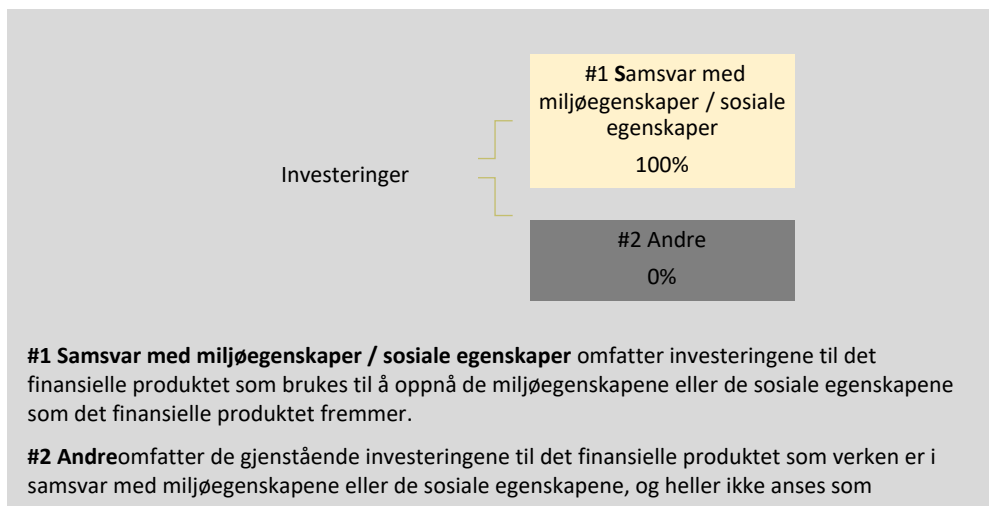 #1 Samsvar med
miljøegenskaper / sosiale
egenskaper
100%
Investeringer
#2 Andre
0%
#1 Samsvar med miljøegenskaper / sosiale egenskaper omfatter investeringene til det
finansielle produktet som brukes til å oppnå de miljøegenskapene eller de sosiale egenskapene
som det finansielle produktet fremmer.
#2 Andreomfatter de gjenstående investeringene til det finansielle produktet som verken er i
samsvar med miljøegenskapene eller de sosiale egenskapene, og heller ikke anses som